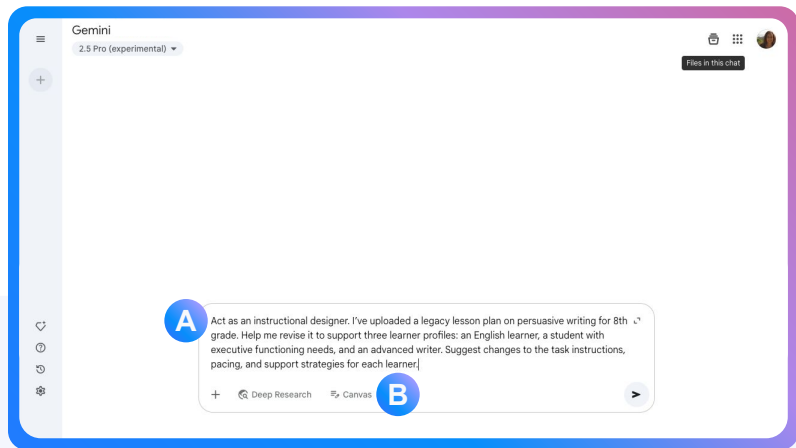 Gemini
2.5 Pro (experimental)
Files in this chat
A
Act as an instructional designer. I've uploaded a legacy lesson plan on persuasive writing for 8th
grade. Help me revise it to support three learner profiles: an English learner, a student with
executive functioning needs, and an advanced writer. Suggest changes to the task instructions,
pacing, and support strategies for each learner.
Deep Research
Canvas
B